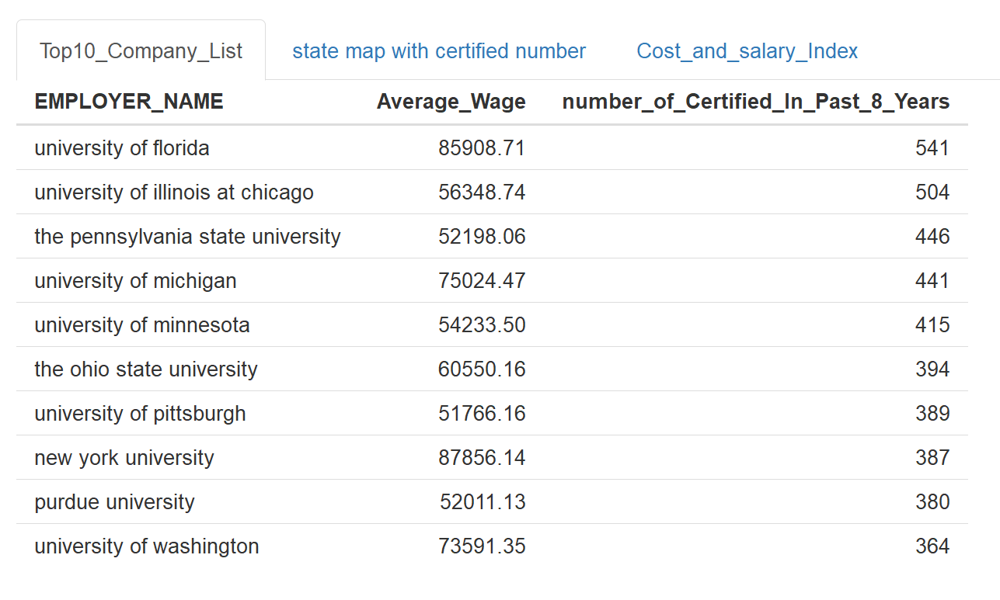 Top10_Company_List state map with certified number Cost_and_salary_Index
EMPLOYER_NAME Average_Wage number_of_Certified_In_Past_8_Years
university of florida 85908.71 541
university of illinois at chicago 56348.74 504
the pennsylvania state university 52198.06 446
university of michigan 75024.47 441
university of minnesota 54233.50 415
the ohio state university 60550.16 394
university of pittsburgh 51766.16 389
new york university 87856.14 387
purdue university 52011.13 380
university of washington 73591.35 364